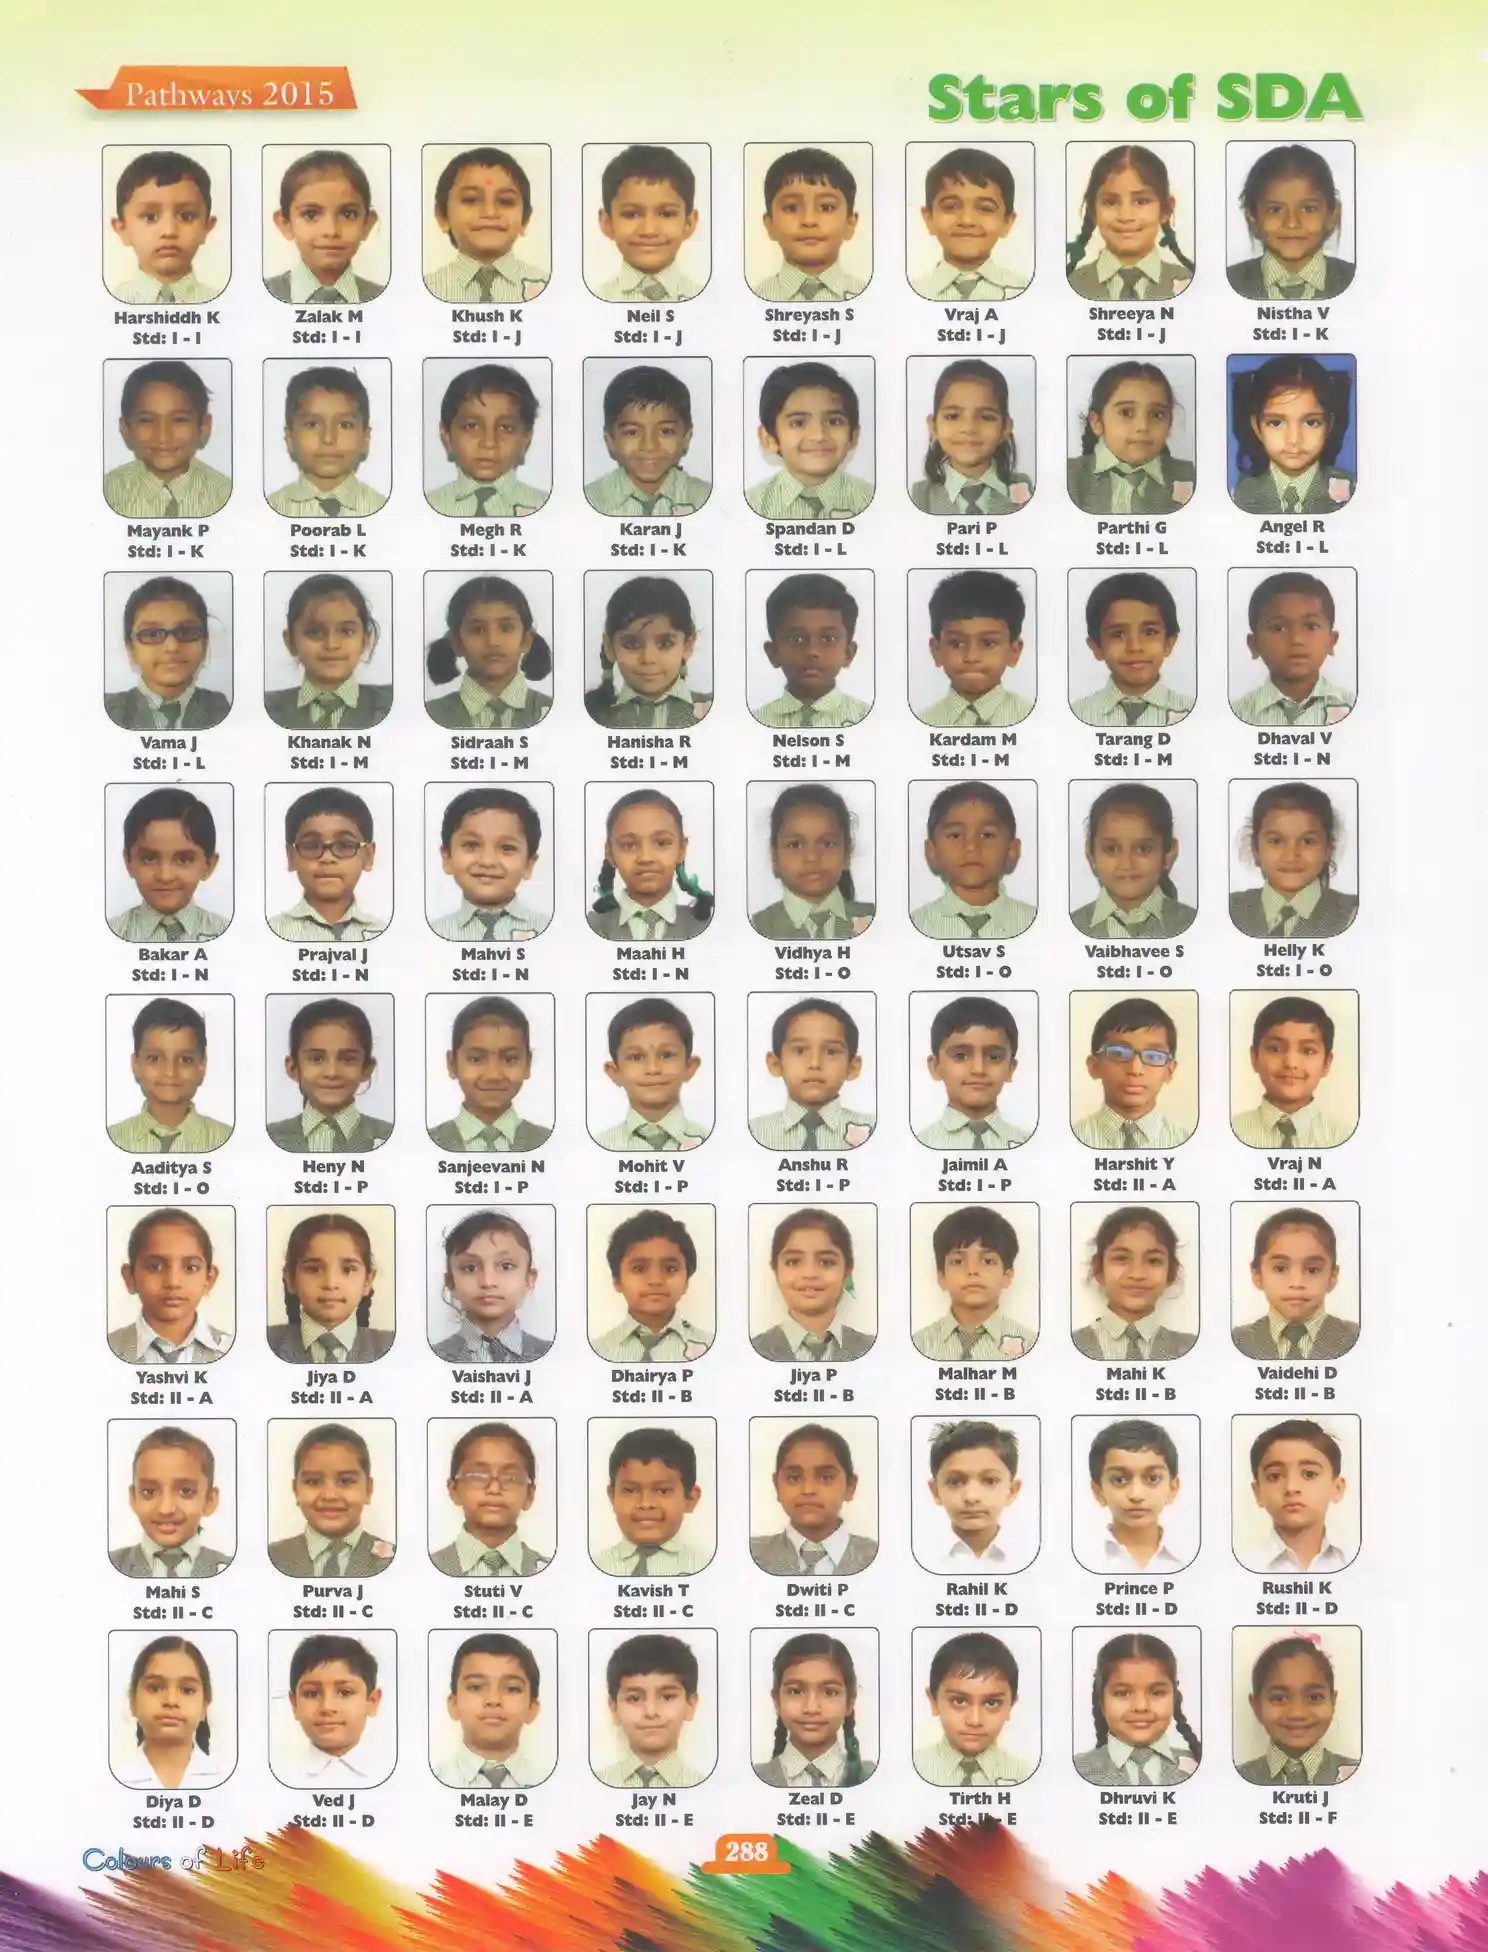 Pathways 2015
Stars of SDA
Harshiddh K Zalak M Khush K Neil S Shreyash S Vraj A Shreeya N Nistha V
Std: I - I Std: I - I Std: I - J Std: I - J Std: I - J Std: I - J Std: I - J Std: I - K
Mayank P Poorab L Megh R Karan J Spandan D Pari P Parthi G Angel R
Std: I - K Std: I - K Std: I - K Std: I - K Std: I - L Std: I - L Std: I - L Std: I - L
Vama J Khanak N Sidraah S Hanisha R Nelson S Kardam M Tarang D Dhaval V
Std: I - L Std: I - M Std: I - M Std: I - M Std: I - M Std: I - M Std: I - M Std: I - N
Bakar A Prajval J Mahvi S Maahi H Vidhya H Utsav S Vaibhavee S Helly K
Std: I - N Std: I - N Std: I - N Std: I - N Std: I - O Std: I - O Std: I - O Std: I - O
Aaditya S Heny N Sanjeevani N Mohit V Anshu R Jaimil A Harshit Y Vraj N
Std: I - O Std: I - P Std: I - P Std: I - P Std: I - P Std: I - P Std: II - A Std: II - A
Yashvi K Jiya D Vaishavi J Dhairya P Jiya P Malhar M Mahi K Vaidehi D
Std: II - A Std: II - A Std: II - A Std: II - B Std: II - B Std: II - B Std: II - B Std: II - B
Mahi S Purva J Stuti V Kavish T Dwiti P Rahil K Prince P Rushil K
Std: II - C Std: II - C Std: II - C Std: II - C Std: II - C Std: II - D Std: II - D Std: II - D
Diya D Ved J Malay D Jay N Zeal D Tirth H Dhruvi K Kruti J
Std: II - D Std: II - D Std: II - E Std: II - E Std: II - E Std: II - E Std: II - E Std: II - F
Colours of Life
288